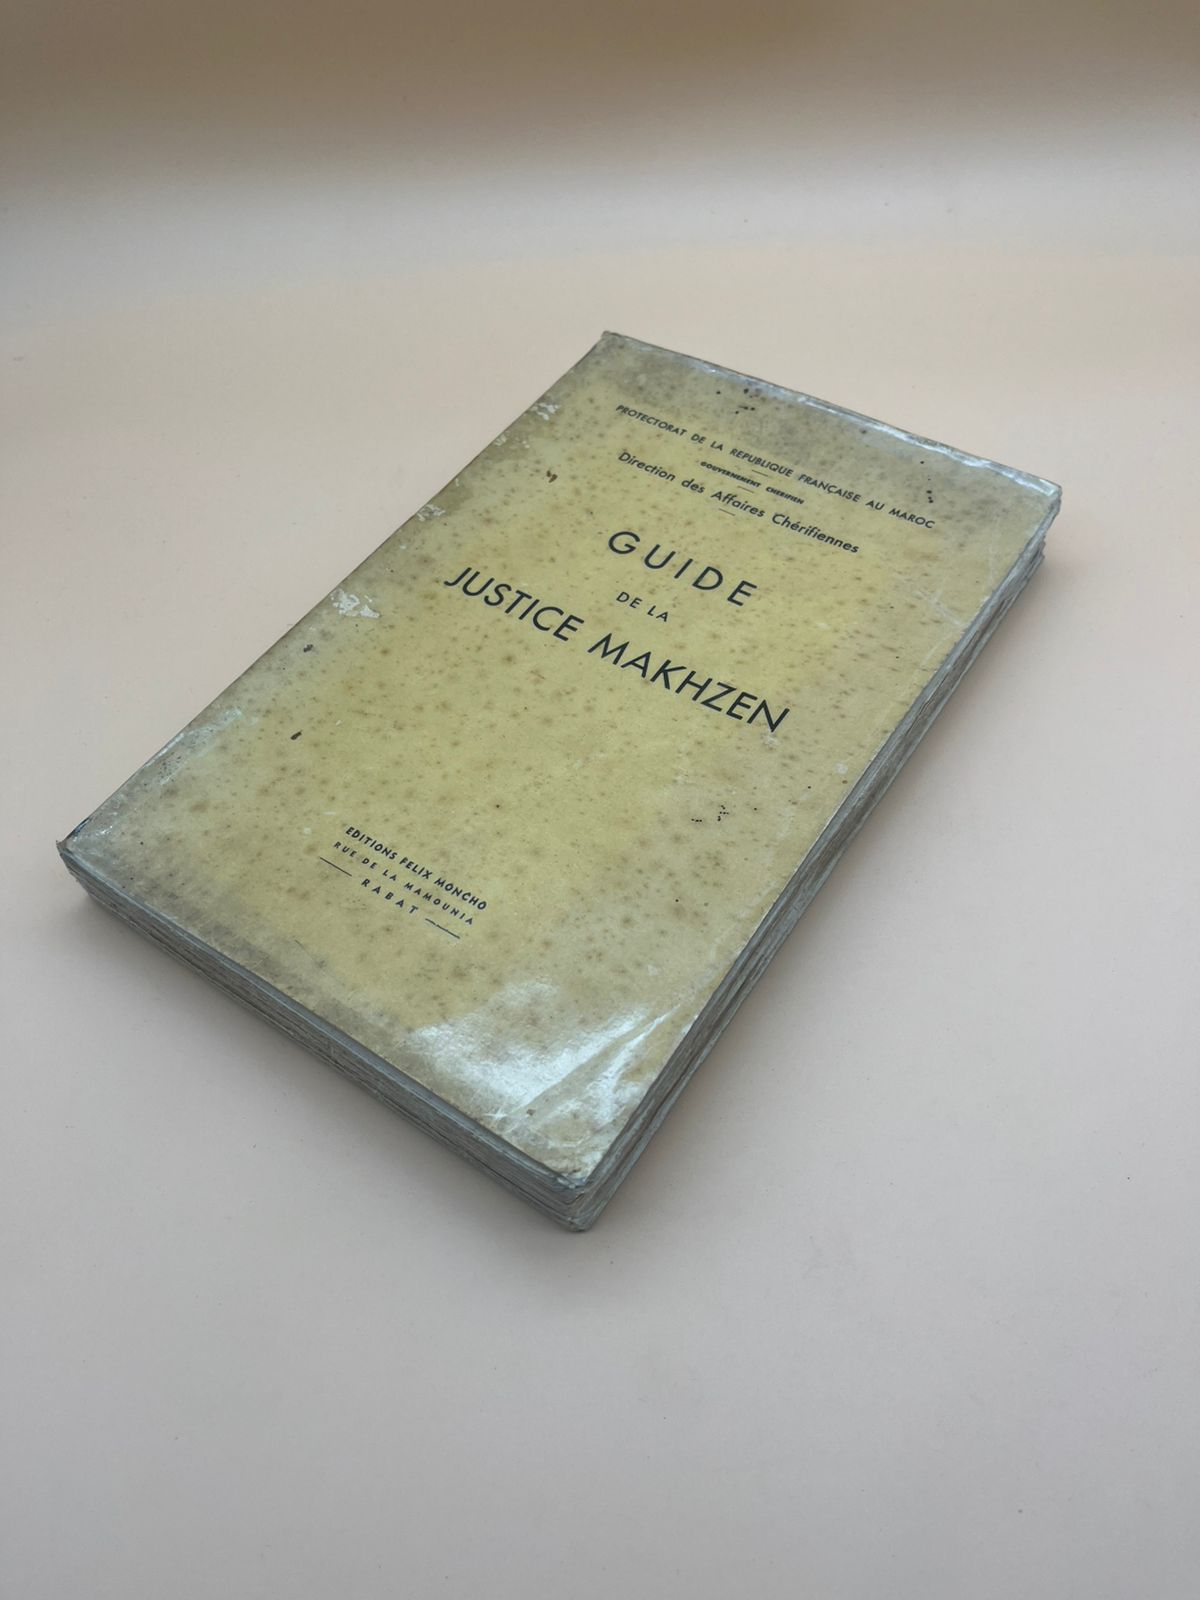 PROTECTORAT DE LA REPUBLIQUE FRANÇAISE AU MAROC
GOUVERNEMENT CHERIFIEN
Direction des Affaires Chérifiennes
GUIDE
DE LA
JUSTICE MAKHZEN
EDITIONS FELIX MONCHO
RUE DE LA MAMOUNIA
RABAT